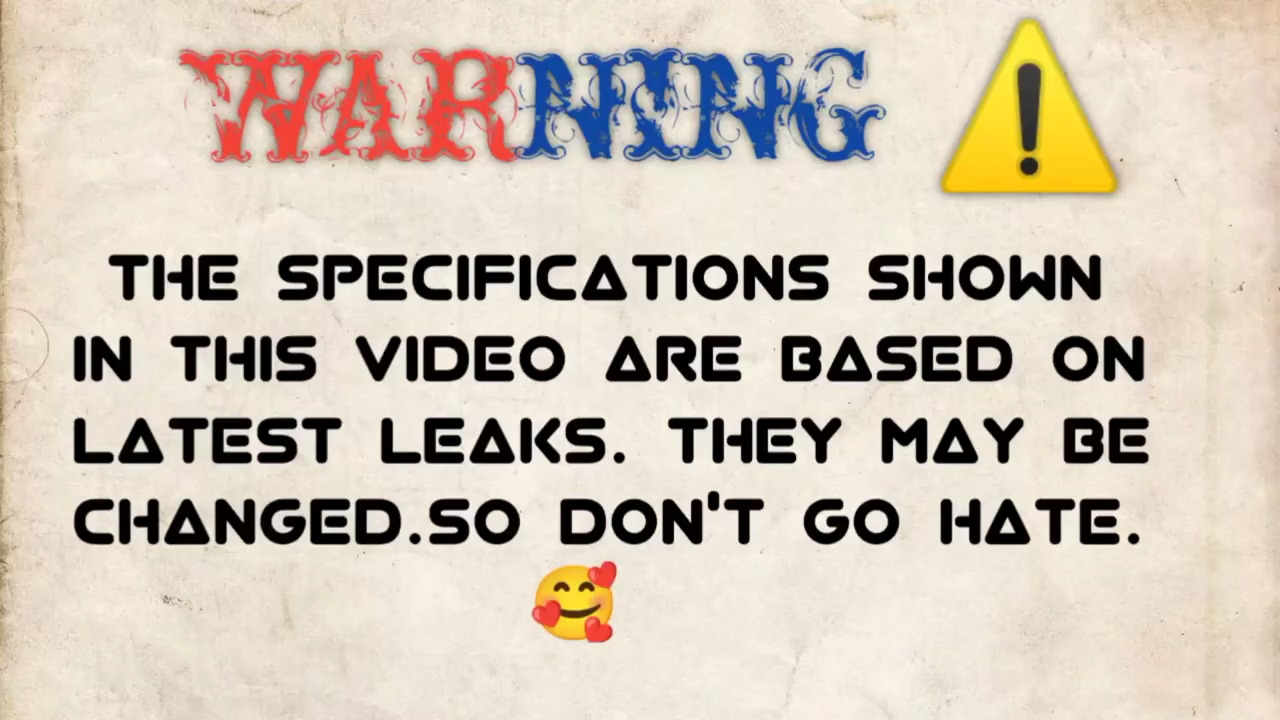 WARNING ⚠️
THE SPECIFICATIONS SHOWN
IN THIS VIDEO ARE BASED ON
LATEST LEAKS. THEY MAY BE
CHANGED.SO DON'T GO HATE.
🥰